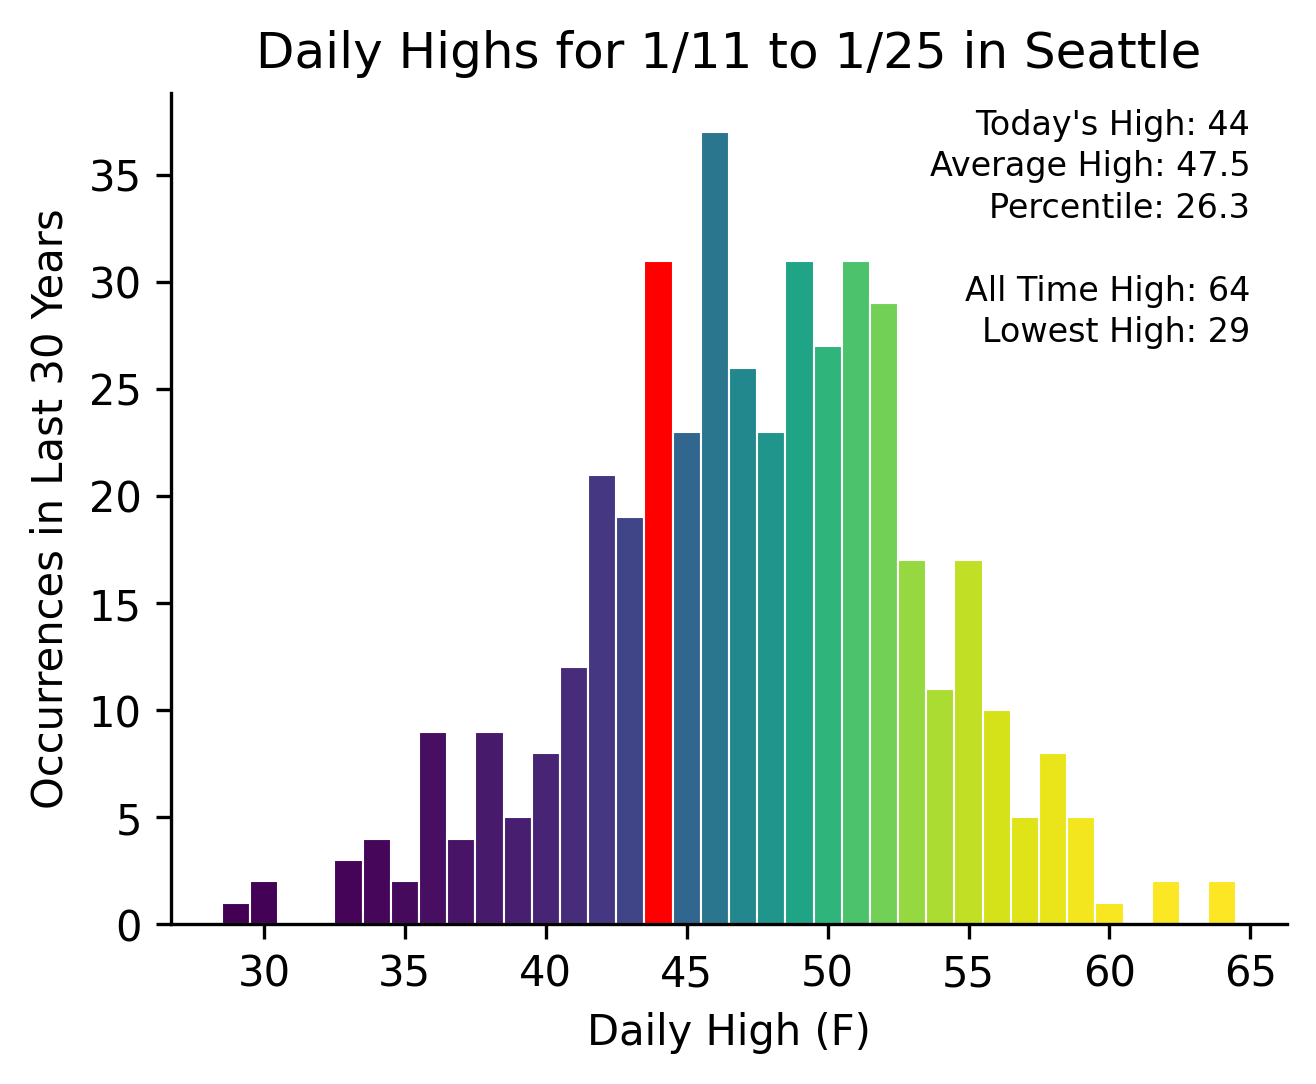 Daily Highs for 1/11 to 1/25 in Seattle
Today's High: 44
Average High: 47.5
Percentile: 26.3
All Time High: 64
Lowest High: 29
Occurrences in Last 30 Years
35
30
25
20
15
10
5
0
30 35 40 45 50 55 60 65
Daily High (F)